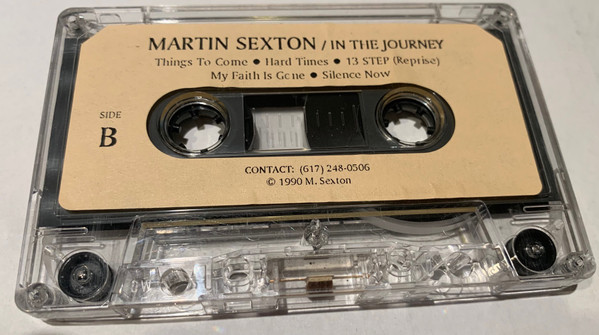 MARTIN SEXTON / IN THE JOURNEY
Things To Come ● Hard Times ● 13 STEP (Reprise)
My Faith Is Gone ● Silence Now
SIDE
B
CONTACT: (617) 248-0506
© 1990 M. Sexton